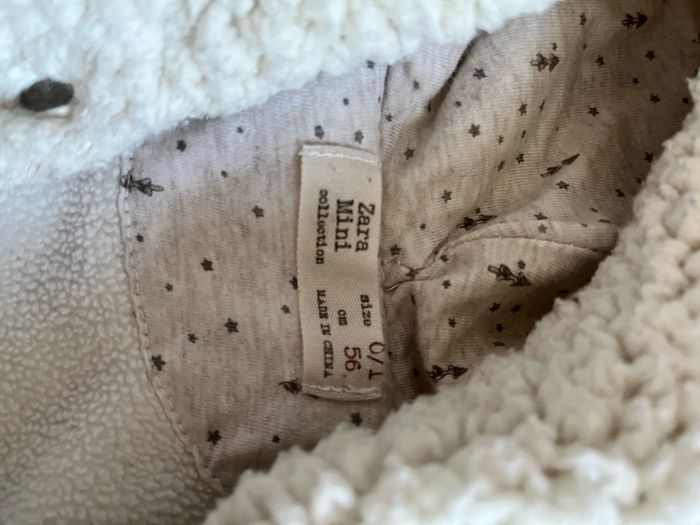 Zara
Mini
collection
size 0/1
cm 56
MADE IN CHINA